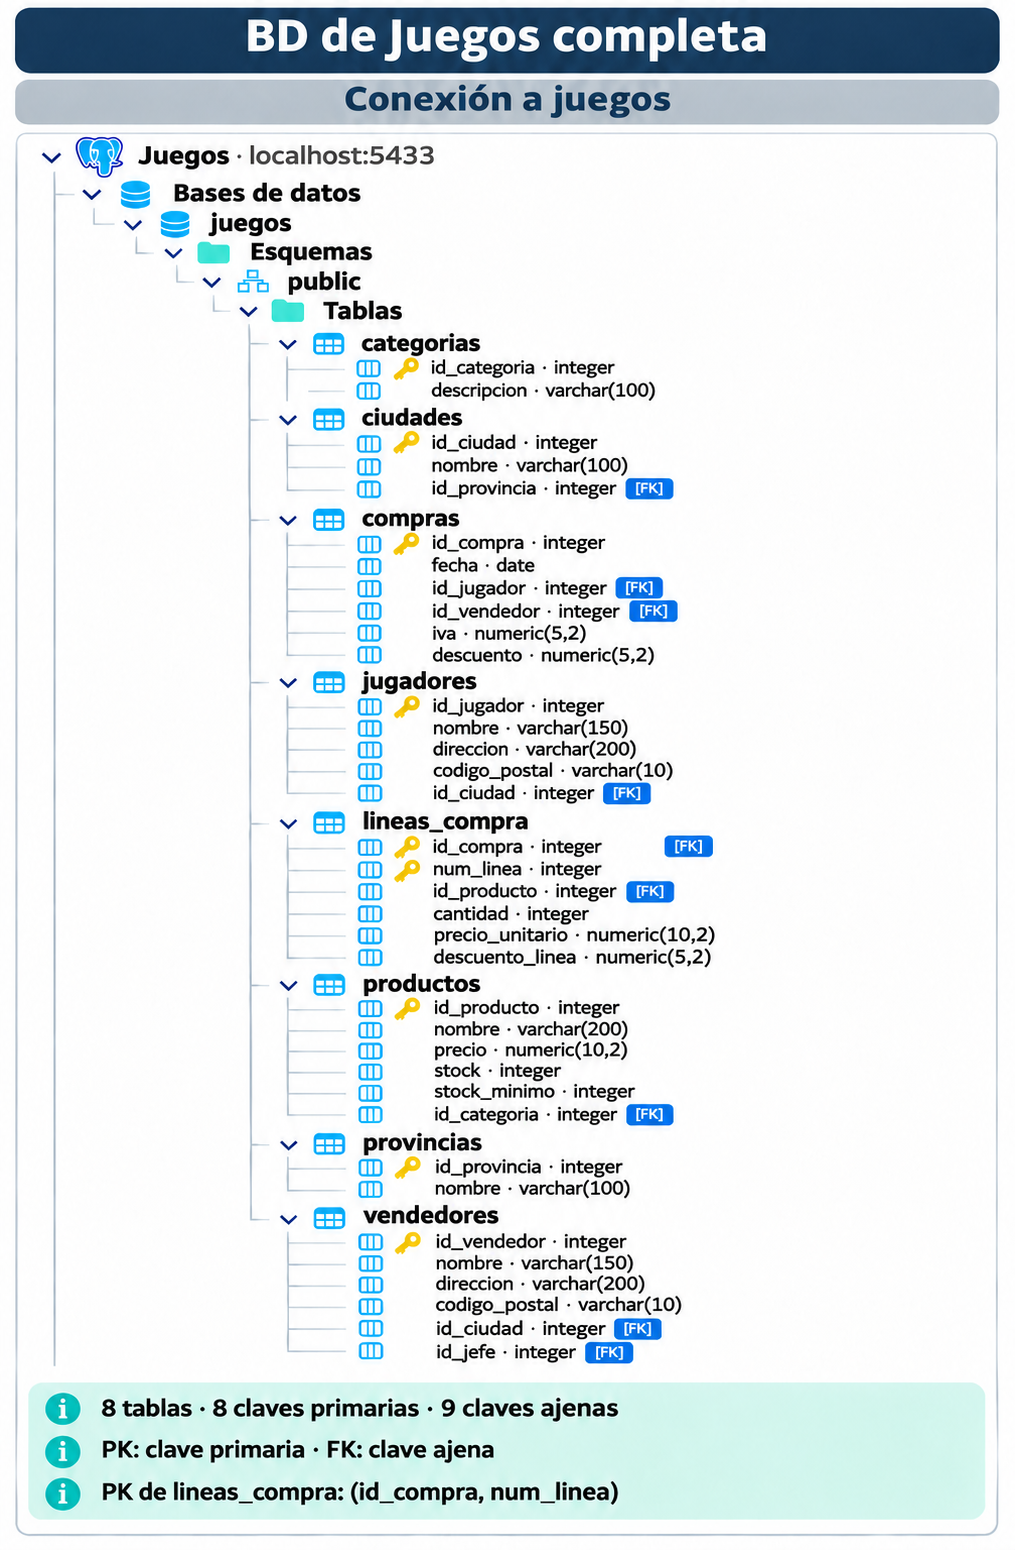 BD de Juegos completa
Conexión a juegos
Juegos · localhost:5433
Bases de datos
juegos
Esquemas
public
Tablas
categorias
id_categoria · integer
descripcion · varchar(100)
ciudades
id_ciudad · integer
nombre · varchar(100)
id_provincia · integer [FK]
compras
id_compra · integer
fecha · date
id_jugador · integer [FK]
id_vendedor · integer [FK]
iva · numeric(5,2)
descuento · numeric(5,2)
jugadores
id_jugador · integer
nombre · varchar(150)
direccion · varchar(200)
codigo_postal · varchar(10)
id_ciudad · integer [FK]
lineas_compra
id_compra · integer [FK]
num_linea · integer
id_producto · integer [FK]
cantidad · integer
precio_unitario · numeric(10,2)
descuento_linea · numeric(5,2)
productos
id_producto · integer
nombre · varchar(200)
precio · numeric(10,2)
stock · integer
stock_minimo · integer
id_categoria · integer [FK]
provincias
id_provincia · integer
nombre · varchar(100)
vendedores
id_vendedor · integer
nombre · varchar(150)
direccion · varchar(200)
codigo_postal · varchar(10)
id_ciudad · integer [FK]
id_jefe · integer [FK]
8 tablas · 8 claves primarias · 9 claves ajenas
PK: clave primaria · FK: clave ajena
PK de lineas_compra: (id_compra, num_linea)